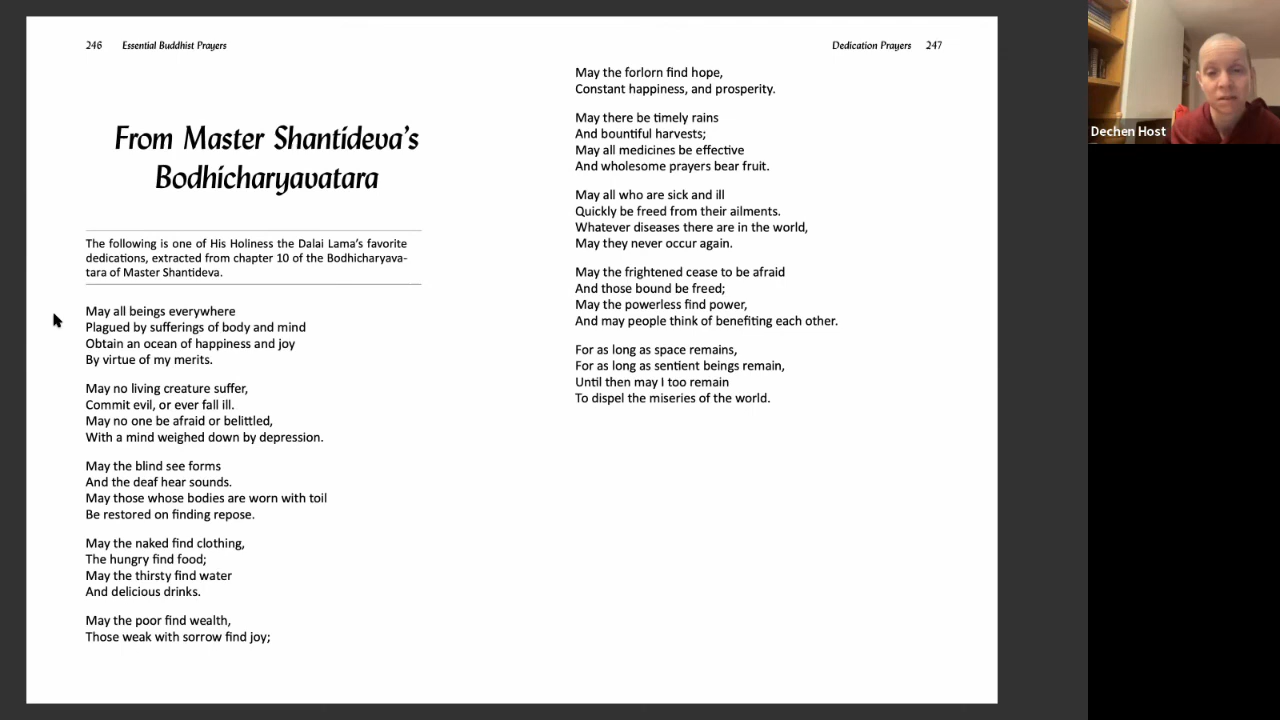 246 Essential Buddhist Prayers
From Master Shantideva's
Bodhicharyavatara
The following is one of His Holiness the Dalai Lama's favorite
dedications, extracted from chapter 10 of the Bodhicharyava-
tara of Master Shantideva.
May all beings everywhere
Plagued by sufferings of body and mind
Obtain an ocean of happiness and joy
By virtue of my merits.
May no living creature suffer,
Commit evil, or ever fall ill.
May no one be afraid or belittled,
With a mind weighed down by depression.
May the blind see forms
And the deaf hear sounds.
May those whose bodies are worn with toil
Be restored on finding repose.
May the naked find clothing,
The hungry find food;
May the thirsty find water
And delicious drinks.
May the poor find wealth,
Those weak with sorrow find joy;
Dedication Prayers 247
May the forlorn find hope,
Constant happiness, and prosperity.
May there be timely rains
And bountiful harvests;
May all medicines be effective
And wholesome prayers bear fruit.
May all who are sick and ill
Quickly be freed from their ailments.
Whatever diseases there are in the world,
May they never occur again.
May the frightened cease to be afraid
And those bound be freed;
May the powerless find power,
And may people think of benefiting each other.
For as long as space remains,
For as long as sentient beings remain,
Until then may I too remain
To dispel the miseries of the world.
Dechen Host